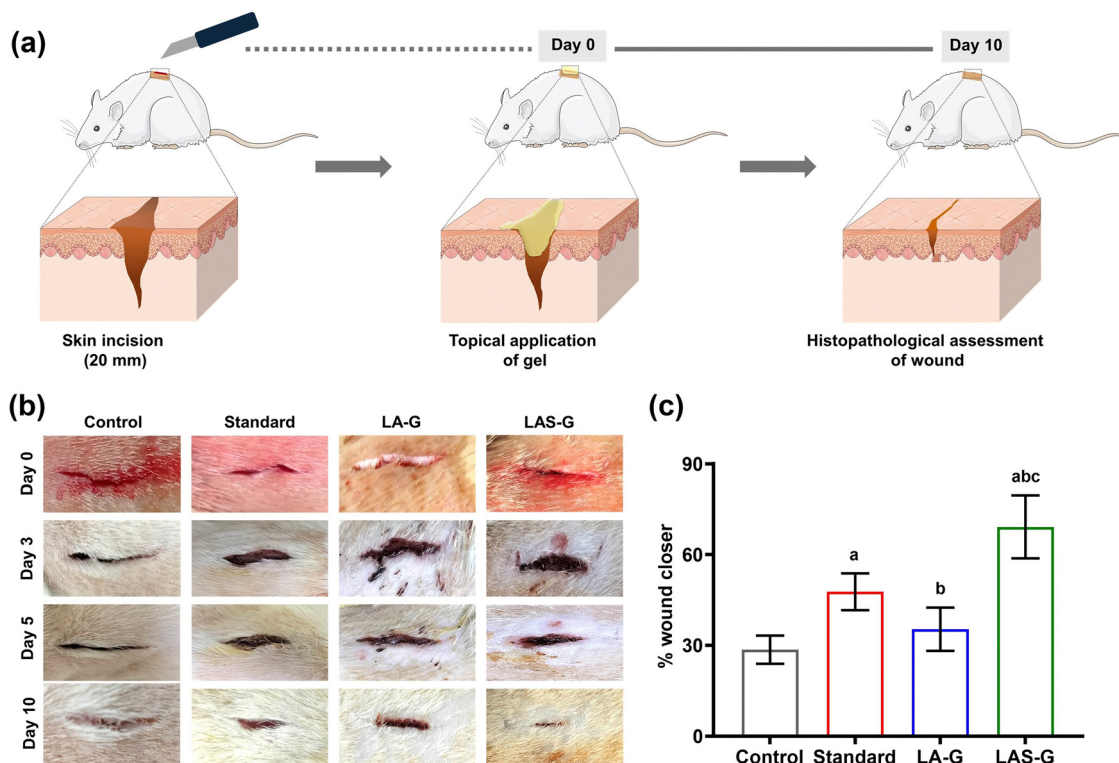 (a)
Day 0
Day 10
Skin incision
(20 mm)
Topical application
of gel
Histopathological assessment
of wound
(b)
Control
Standard
LA-G
LAS-G
Day 0
Day 3
Day 5
Day 10
(c)
% wound closer
90
60
30
0
a
b
abc
Control
Standard
LA-G
LAS-G